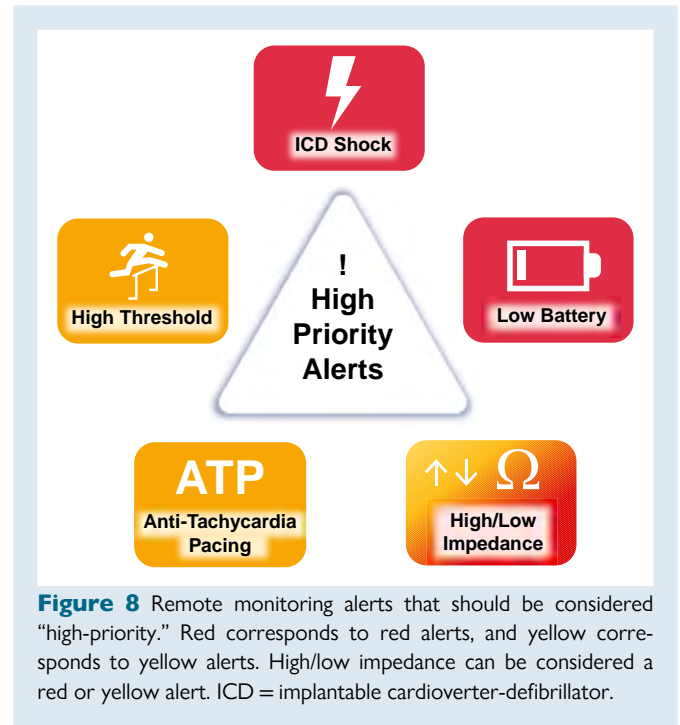 ICD Shock
High Threshold
!
High
Priority
Alerts
Low Battery
ATP
Anti-Tachycardia
Pacing
↑↓ Ω
High/Low
Impedance
Figure 8 Remote monitoring alerts that should be considered
“high-priority.” Red corresponds to red alerts, and yellow corre-
sponds to yellow alerts. High/low impedance can be considered a
red or yellow alert. ICD = implantable cardioverter-defibrillator.